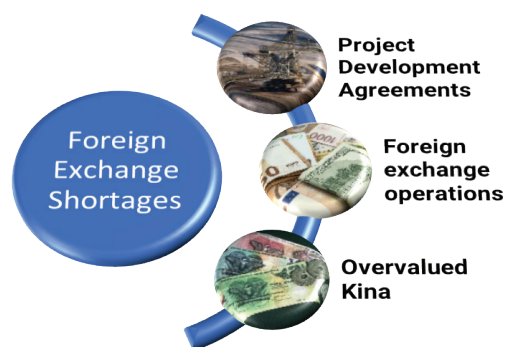 Foreign
Exchange
Shortages
Project
Development
Agreements
Foreign
exchange
operations
Overvalued
Kina